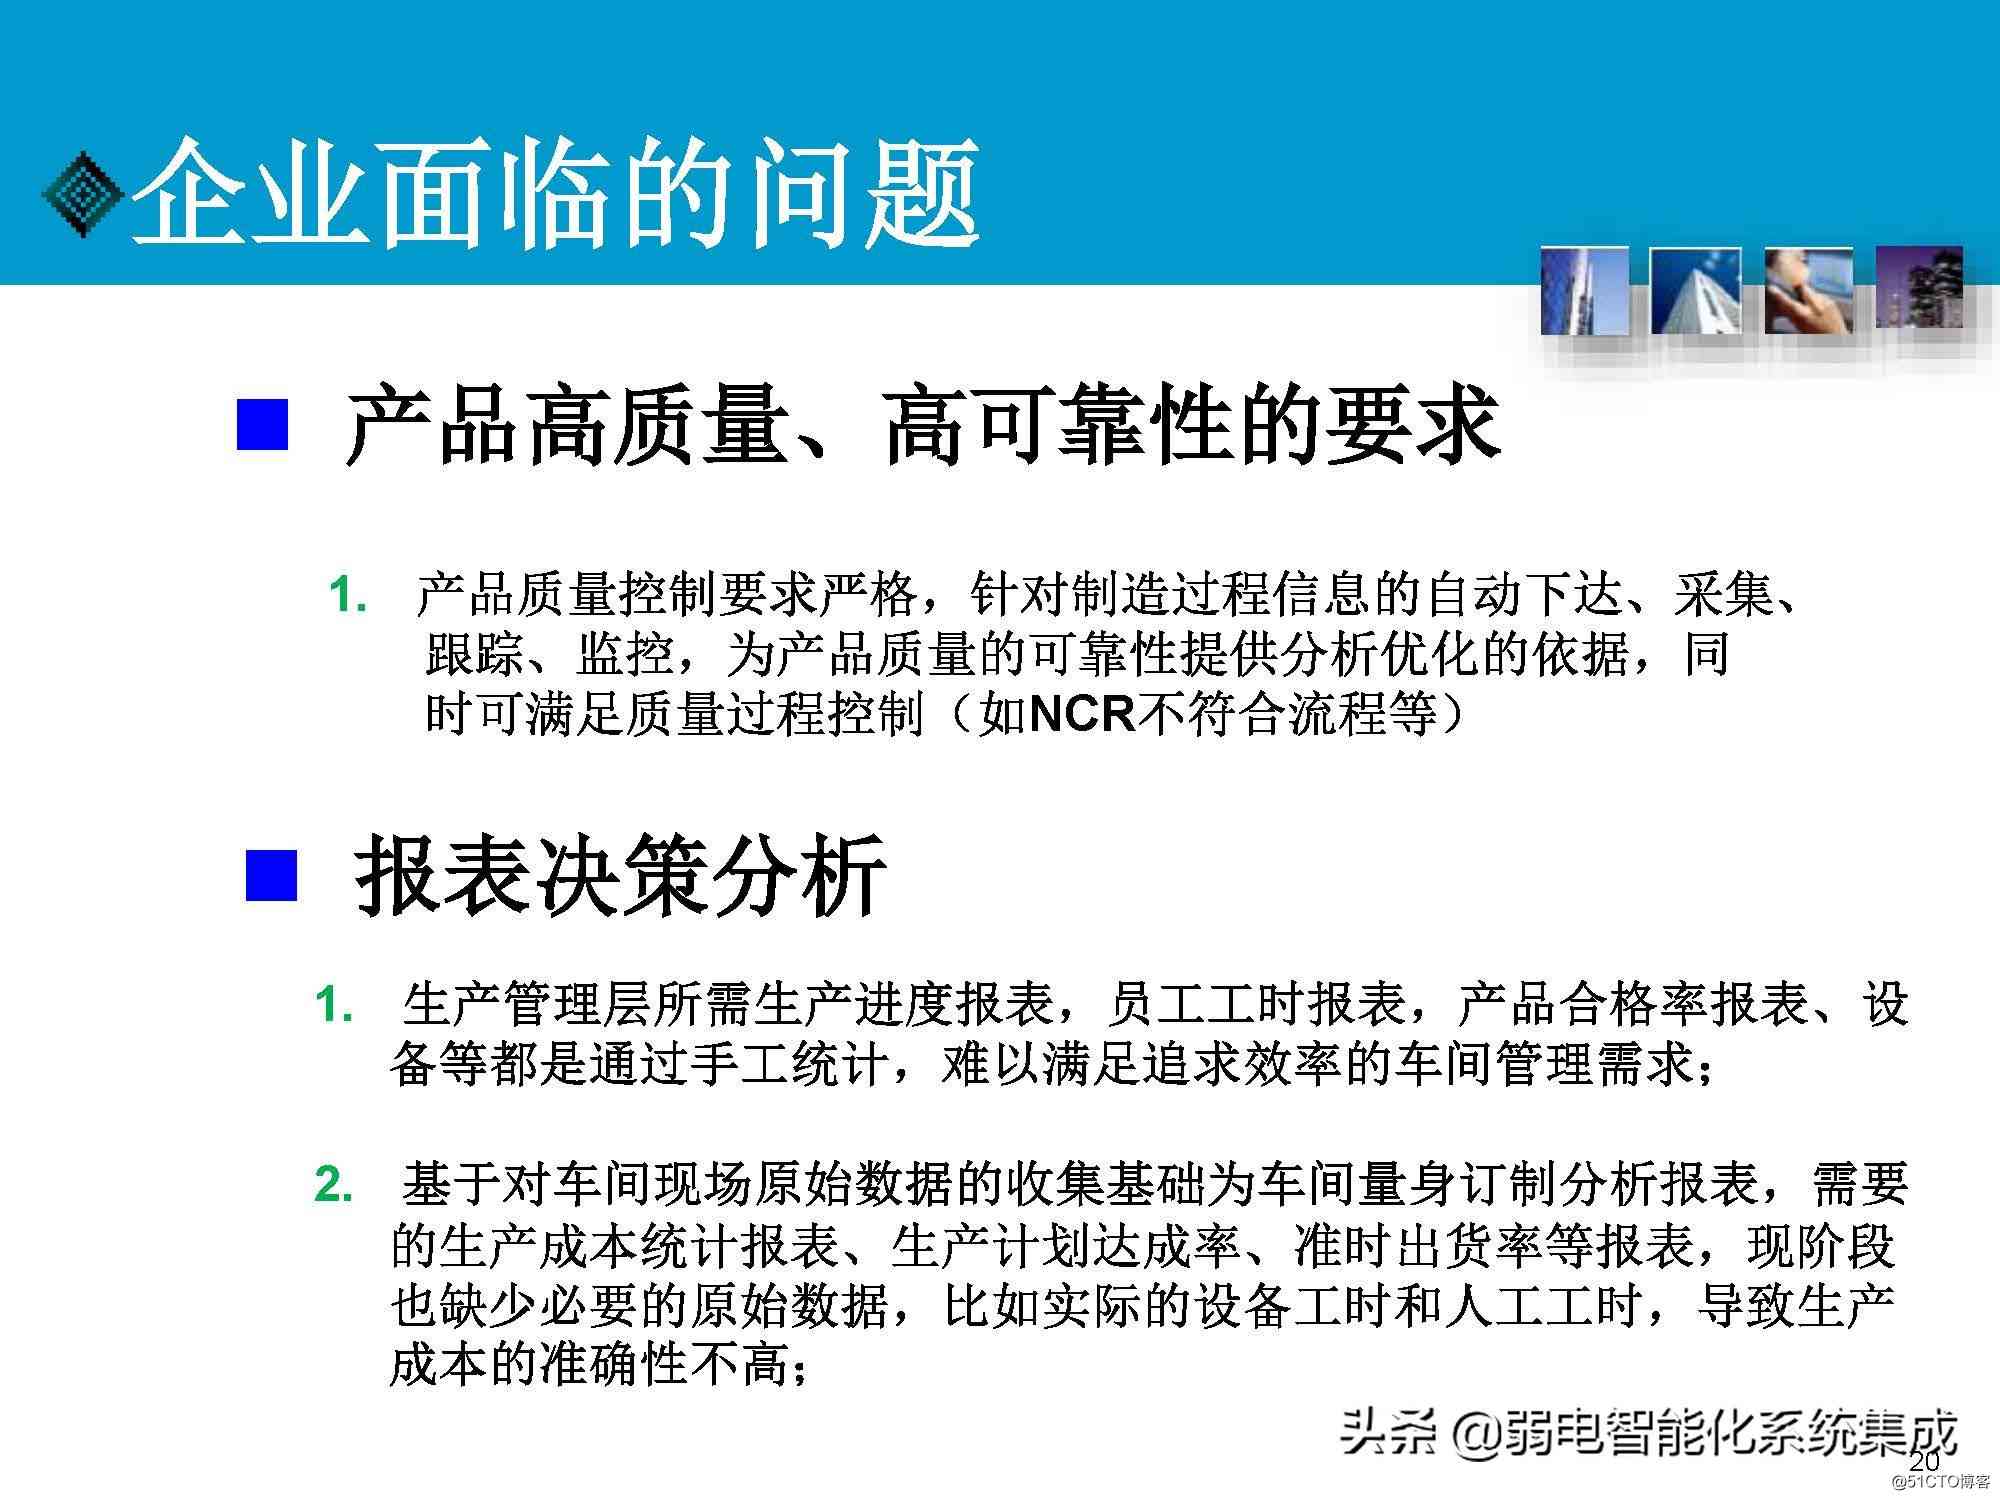 企业面临的问题
产品高质量、高可靠性的要求
1. 产品质量控制要求严格，针对制造过程信息的自动下达、采集、
跟踪、监控，为产品质量的可靠性提供分析优化的依据，同
时可满足质量过程控制（如NCR不符合流程等）
报表决策分析
1. 生产管理层所需生产进度报表，员工工时报表，产品合格率报表、设
备等都是通过手工统计，难以满足追求效率的车间管理需求；
2. 基于对车间现场原始数据的收集基础为车间量身订制分析报表，需要
的生产成本统计报表、生产计划达成率、准时出货率等报表，现阶段
也缺少必要的原始数据，比如实际的设备工时和人工工时，导致生产
成本的准确性不高；
头条 @弱电智能化系统集成
20
@51CTO博客